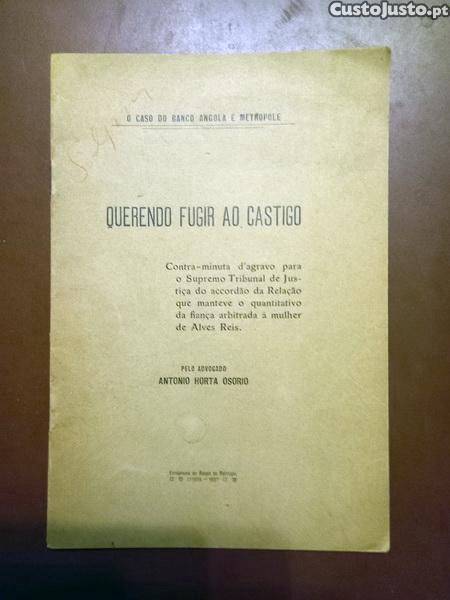 CustoJusto.pt
O CASO DO BANCO ANGOLA E METROPOLE
QUERENDO FUGIR AO CASTIGO
Contra-minuta d'agravo para
o Supremo Tribunal de Jus-
tiça do accordão da Relação
que manteve o quantitativo
da fiança arbitrada à mulher
de Alves Reis.
PELO ADVOGADO
ANTONIO HORTA OSORIO